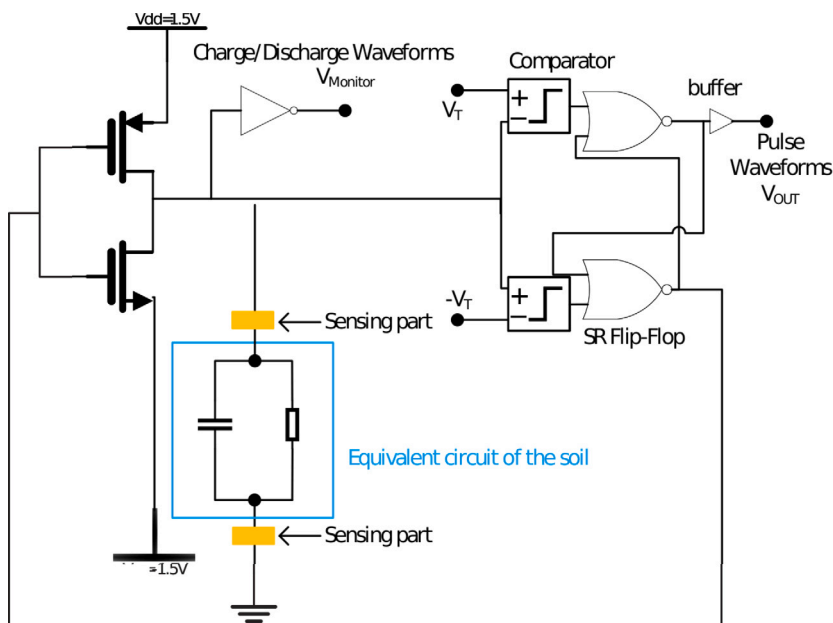 Vdd=1.5V
Charge/Discharge Waveforms
VMonitor
Comparator
buffer
VT
+
−
Pulse
Waveforms
VOUT
-VT
+
−
SR Flip-Flop
Sensing part
Equivalent circuit of the soil
Sensing part
=-1.5V